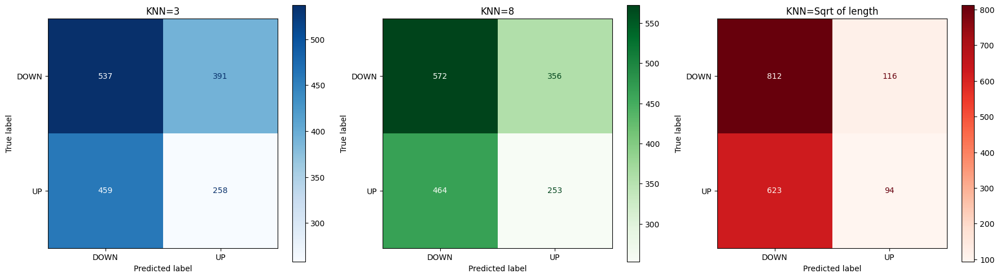 KNN=3
DOWN
UP
True label
537
391
459
258
DOWN
UP
Predicted label
500
450
400
350
300
KNN=8
DOWN
UP
True label
572
356
464
253
DOWN
UP
Predicted label
550
500
450
400
350
300
KNN=Sqrt of length
DOWN
UP
True label
812
116
623
94
DOWN
UP
Predicted label
800
700
600
500
400
300
200
100